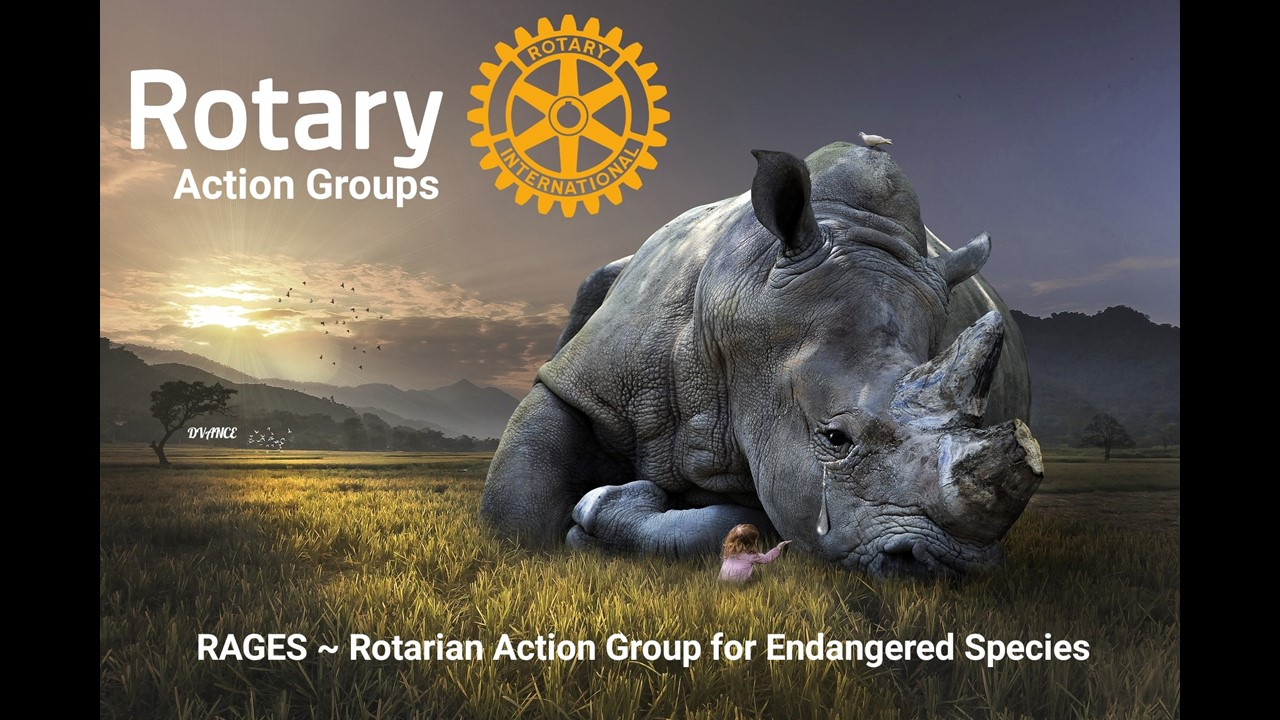 Rotary
Action Groups
ROTARY
INTERNATIONAL
DVANCE
RAGES ~ Rotarian Action Group for Endangered Species